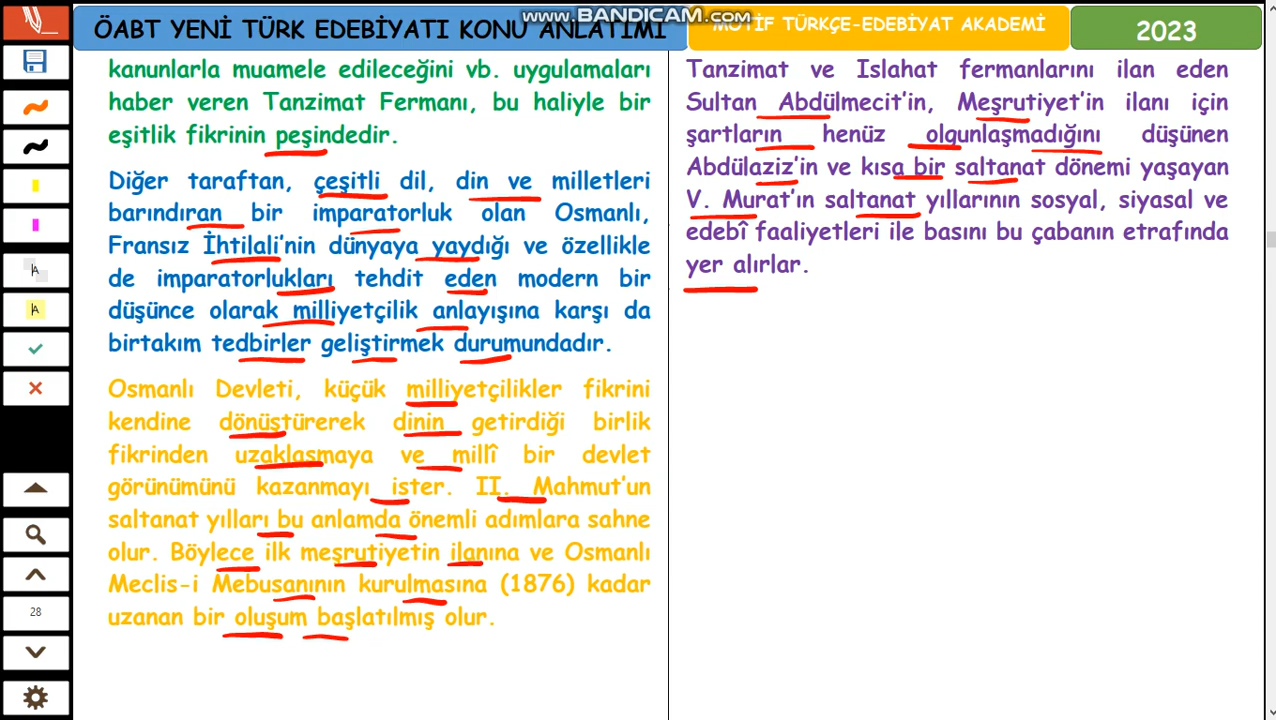 www.BANDICAM.com
ÖABT YENİ TÜRK EDEBİYATI KONU ANLATIMI
MOTİF TÜRKÇE-EDEBİYAT AKADEMİ
2023
kanunlarla muamele edileceğini vb. uygulamaları
haber veren Tanzimat Fermanı, bu haliyle bir
eşitlik fikrinin peşindedir.
Diğer taraftan, çeşitli dil, din ve milletleri
barındıran bir imparatorluk olan Osmanlı,
Fransız İhtilali'nin dünyaya yaydığı ve özellikle
de imparatorlukları tehdit eden modern bir
düşünce olarak milliyetçilik anlayışına karşı da
birtakım tedbirler geliştirmek durumundadır.
Osmanlı Devleti, küçük milliyetçilikler fikrini
kendine dönüştürerek dinin getirdiği birlik
fikrinden uzaklaşmaya ve millî bir devlet
görünümünü kazanmayı ister. II. Mahmut'un
saltanat yılları bu anlamda önemli adımlara sahne
olur. Böylece ilk meşrutiyetin ilanına ve Osmanlı
Meclis-i Mebusanının kurulmasına (1876) kadar
uzanan bir oluşum başlatılmış olur.
Tanzimat ve Islahat fermanlarını ilan eden
Sultan Abdülmecit'in, Meşrutiyet'in ilanı için
şartların henüz olgunlaşmadığını düşünen
Abdülaziz'in ve kısa bir saltanat dönemi yaşayan
V. Murat'ın saltanat yıllarının sosyal, siyasal ve
edebî faaliyetleri ile basını bu çabanın etrafında
yer alırlar.
A
A
28